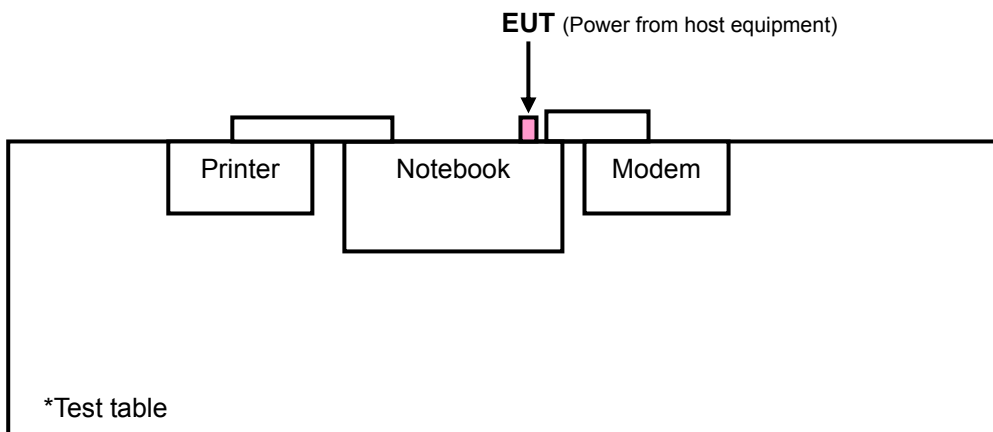 EUT (Power from host equipment)
Printer
Notebook
Modem
*Test table